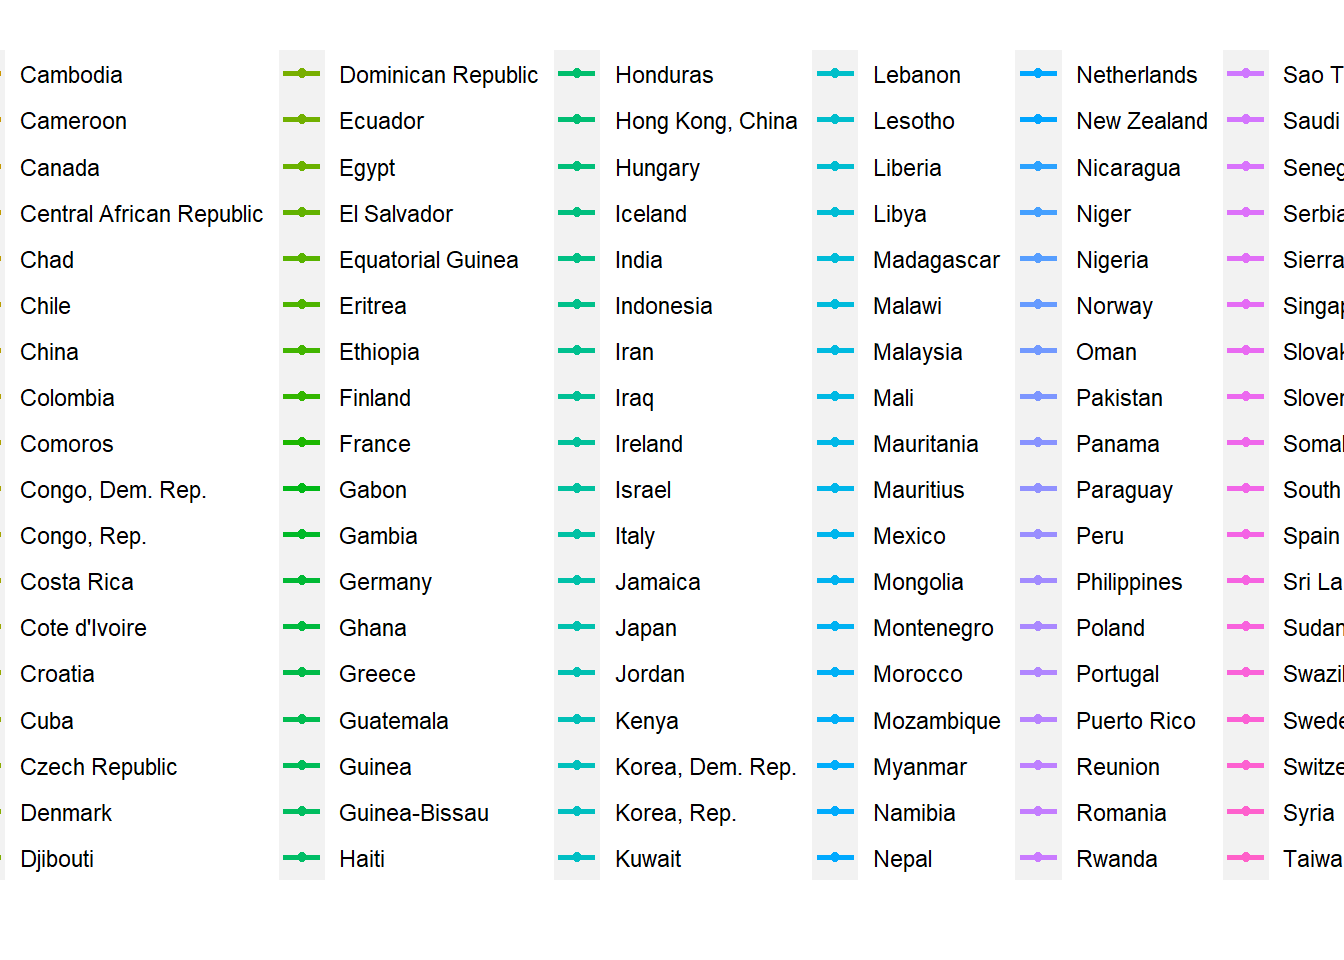 Cambodia
Cameroon
Canada
Central African Republic
Chad
Chile
China
Colombia
Comoros
Congo, Dem. Rep.
Congo, Rep.
Costa Rica
Cote d'Ivoire
Croatia
Cuba
Czech Republic
Denmark
Djibouti
Dominican Republic
Ecuador
Egypt
El Salvador
Equatorial Guinea
Eritrea
Ethiopia
Finland
France
Gabon
Gambia
Germany
Ghana
Greece
Guatemala
Guinea
Guinea-Bissau
Haiti
Honduras
Hong Kong, China
Hungary
Iceland
India
Indonesia
Iran
Iraq
Ireland
Israel
Italy
Jamaica
Japan
Jordan
Kenya
Korea, Dem. Rep.
Korea, Rep.
Kuwait
Lebanon
Lesotho
Liberia
Libya
Madagascar
Malawi
Malaysia
Mali
Mauritania
Mauritius
Mexico
Mongolia
Montenegro
Morocco
Mozambique
Myanmar
Namibia
Nepal
Netherlands
New Zealand
Nicaragua
Niger
Nigeria
Norway
Oman
Pakistan
Panama
Paraguay
Peru
Philippines
Poland
Portugal
Puerto Rico
Reunion
Romania
Rwanda
Sao T
Saudi
Seneg
Serbia
Sierra
Singap
Slovak
Sloven
Somal
South
Spain
Sri La
Sudan
Swazil
Swede
Switze
Syria
Taiwa